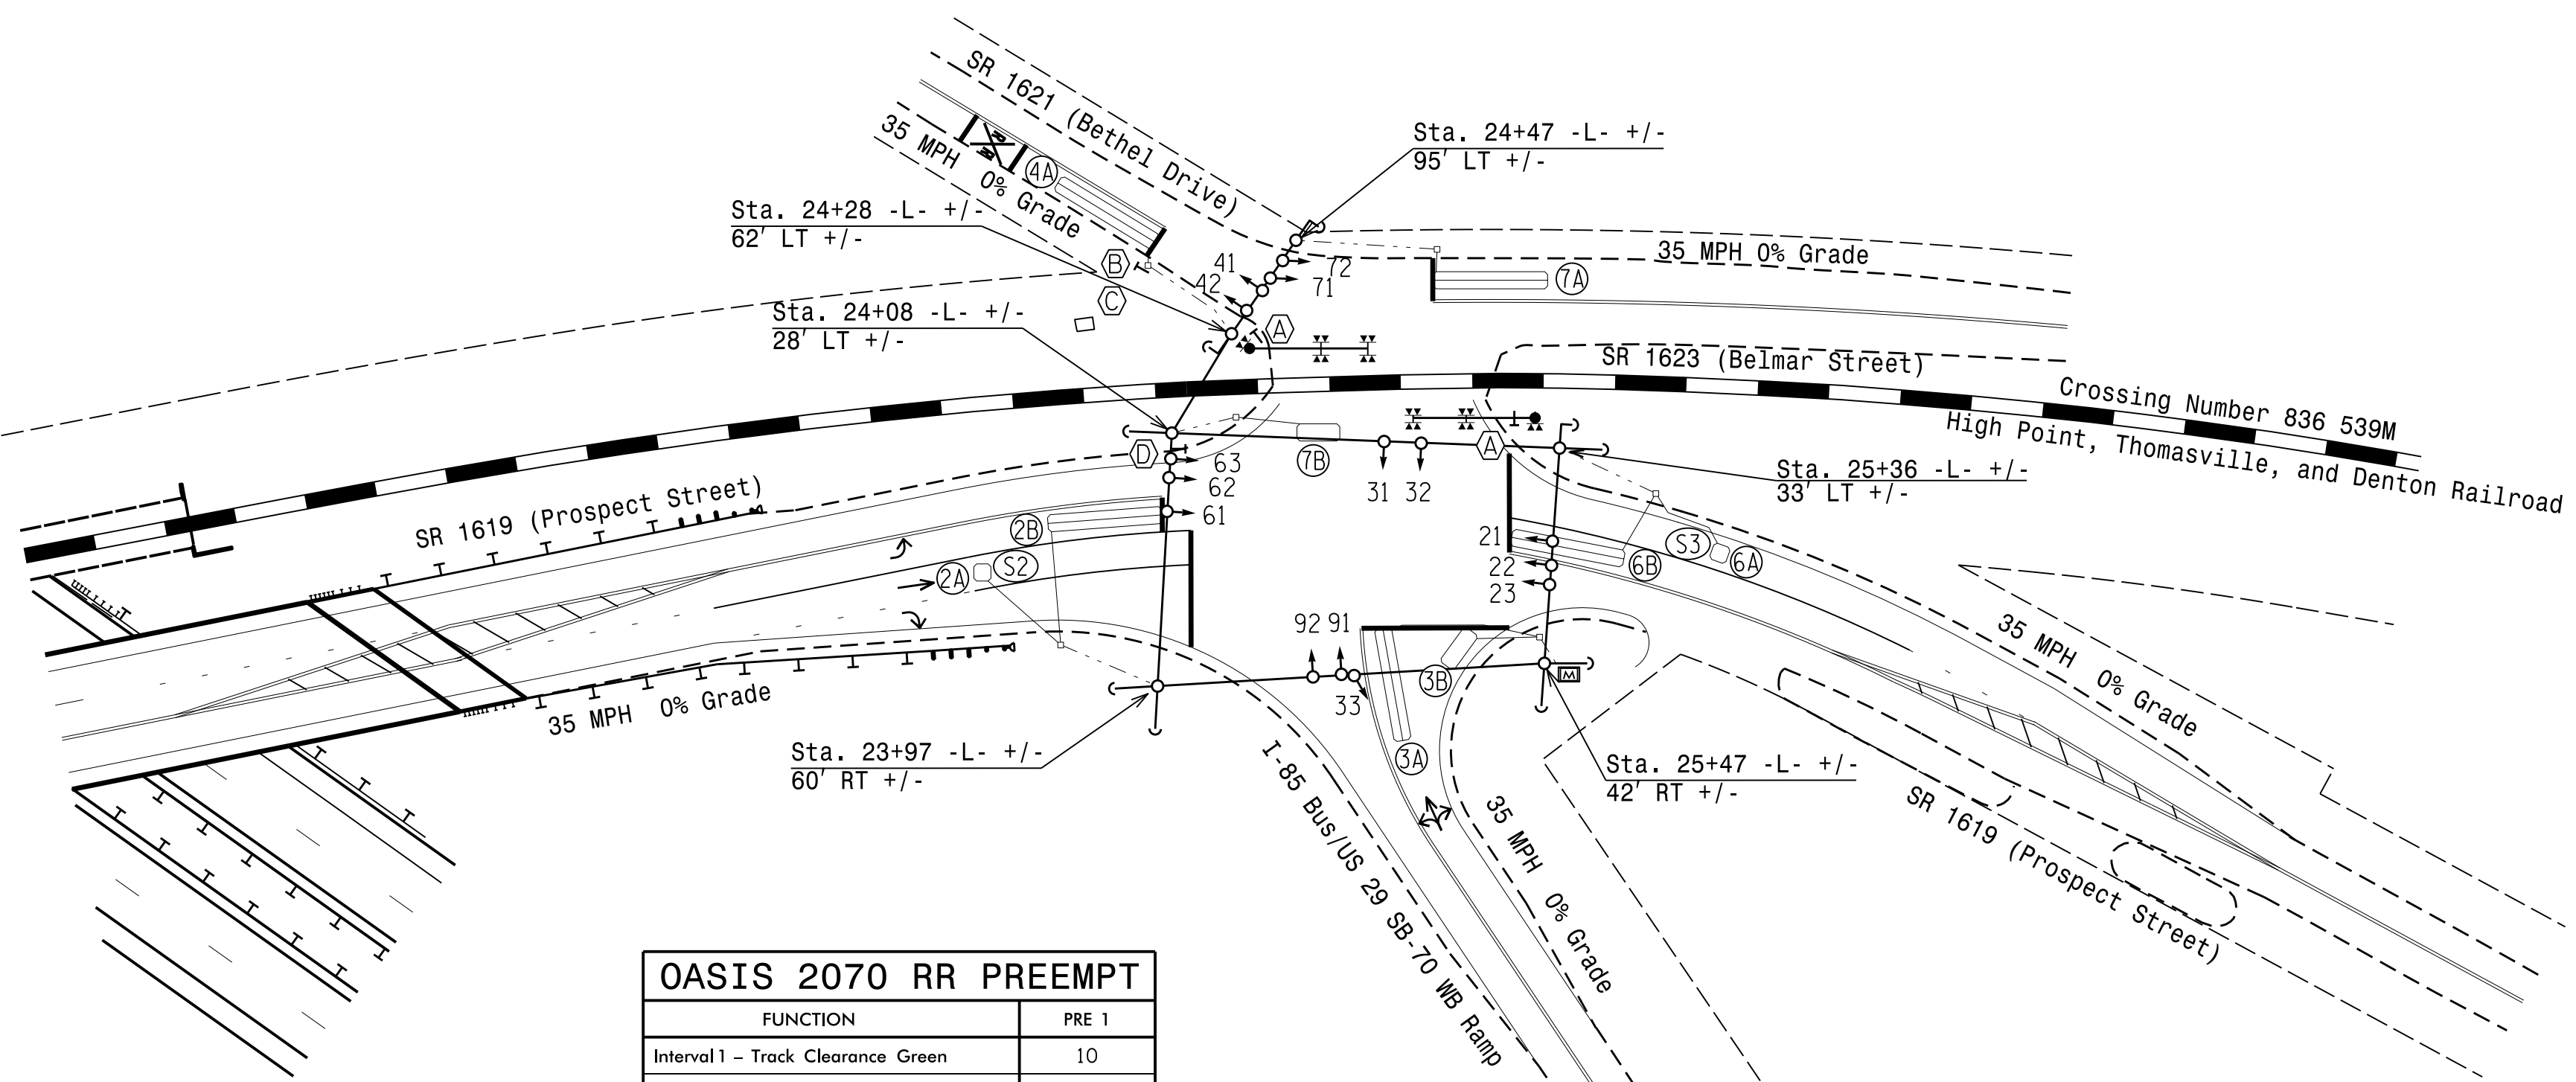 SR 1621 (Bethel Drive)
35 MPH 0% Grade
4A
Sta. 24+47 -L- +/-
95' LT +/-
Sta. 24+28 -L- +/-
62' LT +/-
B
C
41
42
72
71
A
35 MPH 0% Grade
7A
Sta. 24+08 -L- +/-
28' LT +/-
SR 1623 (Belmar Street)
Crossing Number 836 539M
High Point, Thomasville, and Denton Railroad
D
63
62
61
7B
31
32
A
Sta. 25+36 -L- +/-
33' LT +/-
SR 1619 (Prospect Street)
2B
S2
2A
21
22
23
6B
S3
6A
35 MPH 0% Grade
92
91
33
3B
3A
M
35 MPH 0% Grade
Sta. 23+97 -L- +/-
60' RT +/-
Sta. 25+47 -L- +/-
42' RT +/-
I-85 Bus/US 29 SB-70 WB Ramp
35 MPH 0% Grade
SR 1619 (Prospect Street)
OASIS 2070 RR PREEMPT
FUNCTION PRE 1
Interval 1 – Track Clearance Green 10